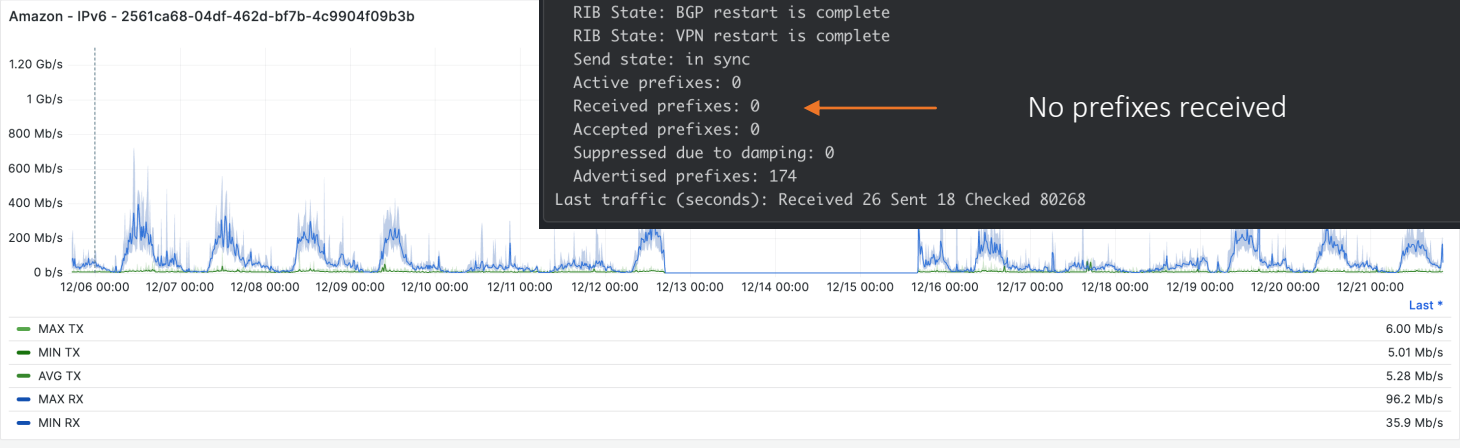 Amazon - IPv6 - 2561ca68-04df-462d-bf7b-4c9904f09b3b
RIB State: BGP restart is complete
RIB State: VPN restart is complete
Send state: in sync
Active prefixes: 0
Received prefixes: 0
No prefixes received
Accepted prefixes: 0
Suppressed due to damping: 0
Advertised prefixes: 174
Last traffic (seconds): Received 26 Sent 18 Checked 80268
1.20 Gb/s
1 Gb/s
800 Mb/s
600 Mb/s
400 Mb/s
200 Mb/s
0 b/s
12/06 00:00 12/07 00:00 12/08 00:00 12/09 00:00 12/10 00:00 12/11 00:00 12/12 00:00 12/13 00:00 12/14 00:00 12/15 00:00 12/16 00:00 12/17 00:00 12/18 00:00 12/19 00:00 12/20 00:00 12/21 00:00
Last *
MAX TX 6.00 Mb/s
MIN TX 5.01 Mb/s
AVG TX 5.28 Mb/s
MAX RX 96.2 Mb/s
MIN RX 35.9 Mb/s